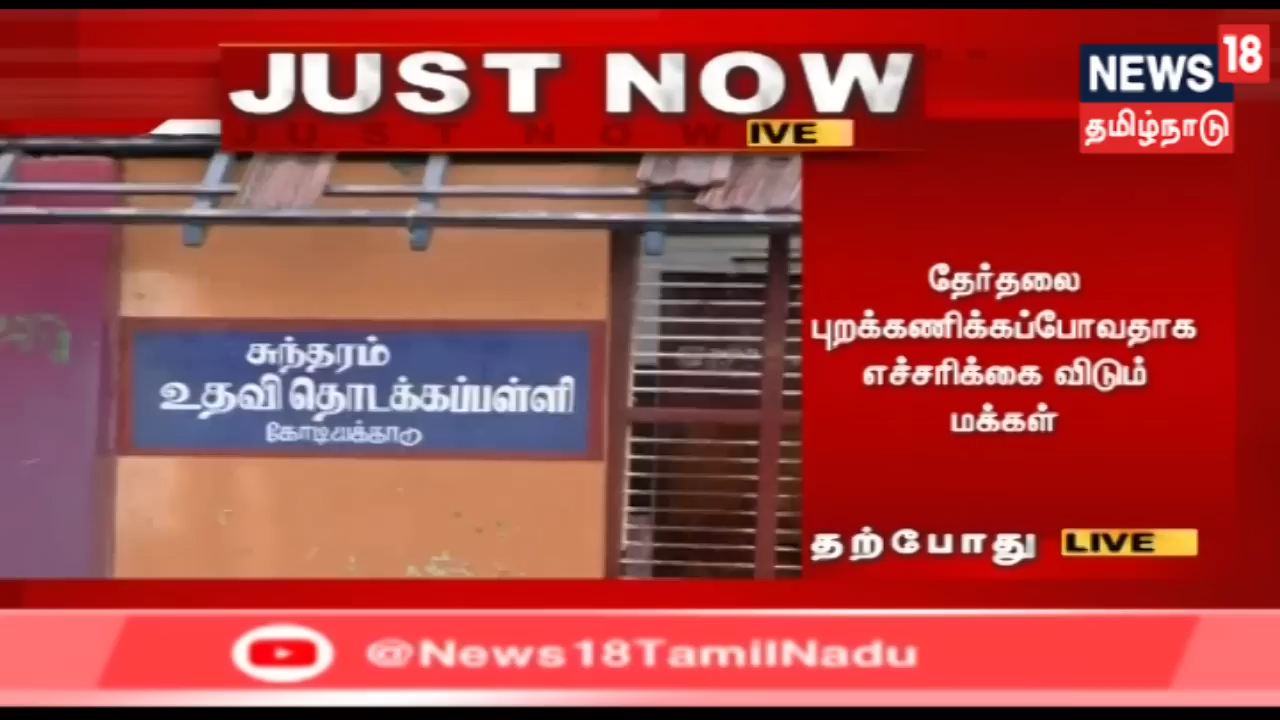 JUST NOW
IVE
NEWS 18
தமிழ்நாடு
சுந்தரம்
உதவி தொடக்கப்பள்ளி
கோடியக்காடு
தேர்தலை
புறக்கணிக்கப்போவதாக
எச்சரிக்கை விடும்
மக்கள்
தற்போது LIVE
@News18TamilNadu